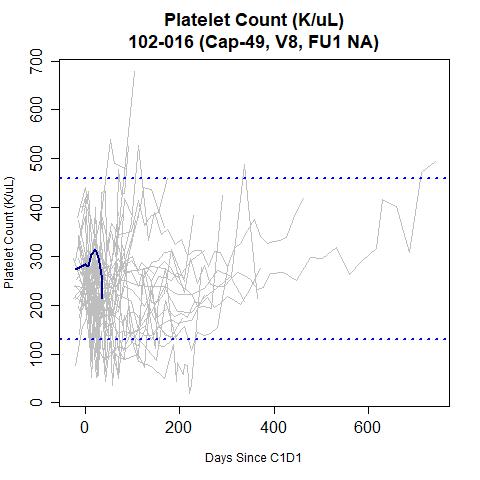 Platelet Count (K/uL)
102-016 (Cap-49, V8, FU1 NA)
Platelet Count (K/uL)
700
600
500
400
300
200
100
0
0 200 400 600
Days Since C1D1